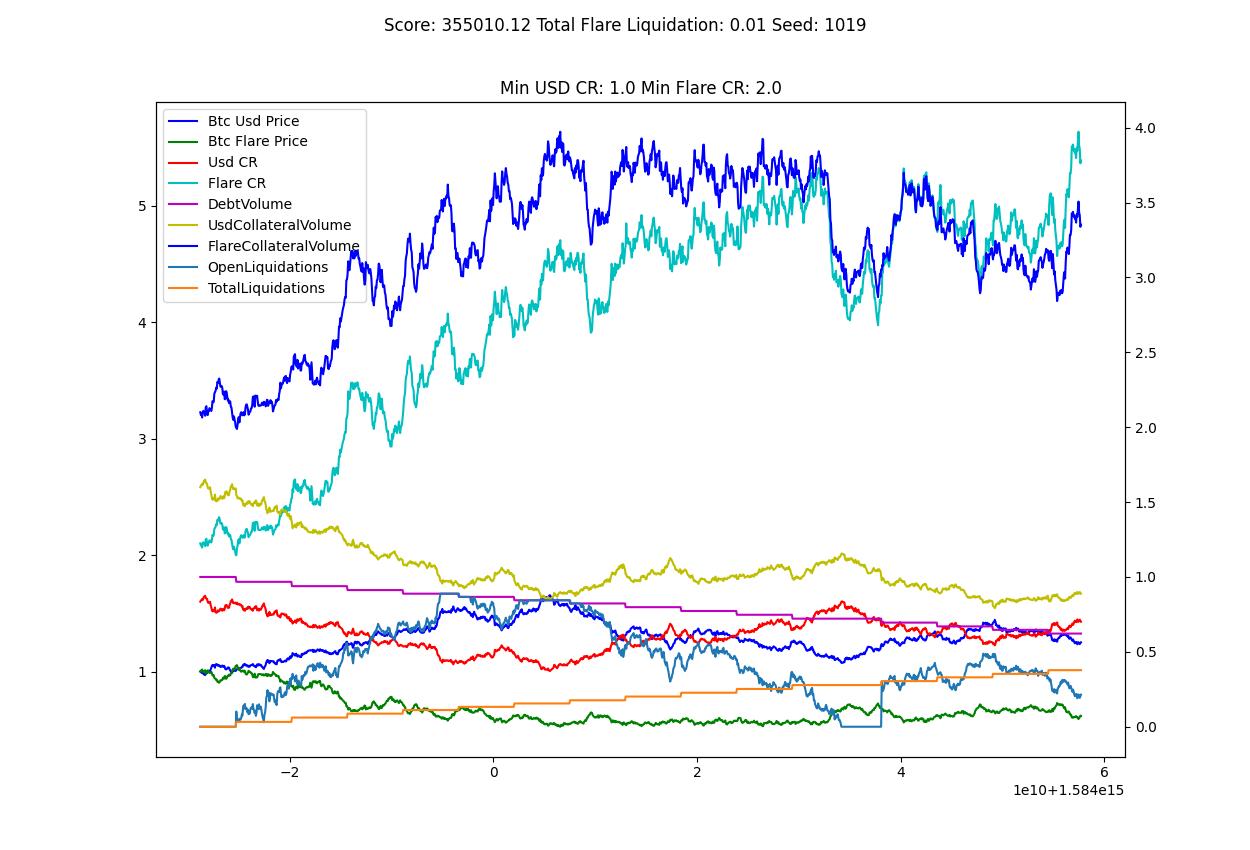 Score: 355010.12 Total Flare Liquidation: 0.01 Seed: 1019
Min USD CR: 1.0 Min Flare CR: 2.0
Btc Usd Price
Btc Flare Price
Usd CR
Flare CR
DebtVolume
UsdCollateralVolume
FlareCollateralVolume
OpenLiquidations
TotalLiquidations
5
4
3
2
1
4.0
3.5
3.0
2.5
2.0
1.5
1.0
0.5
0.0
−2
0
2
4
6
1e10+1.584e15